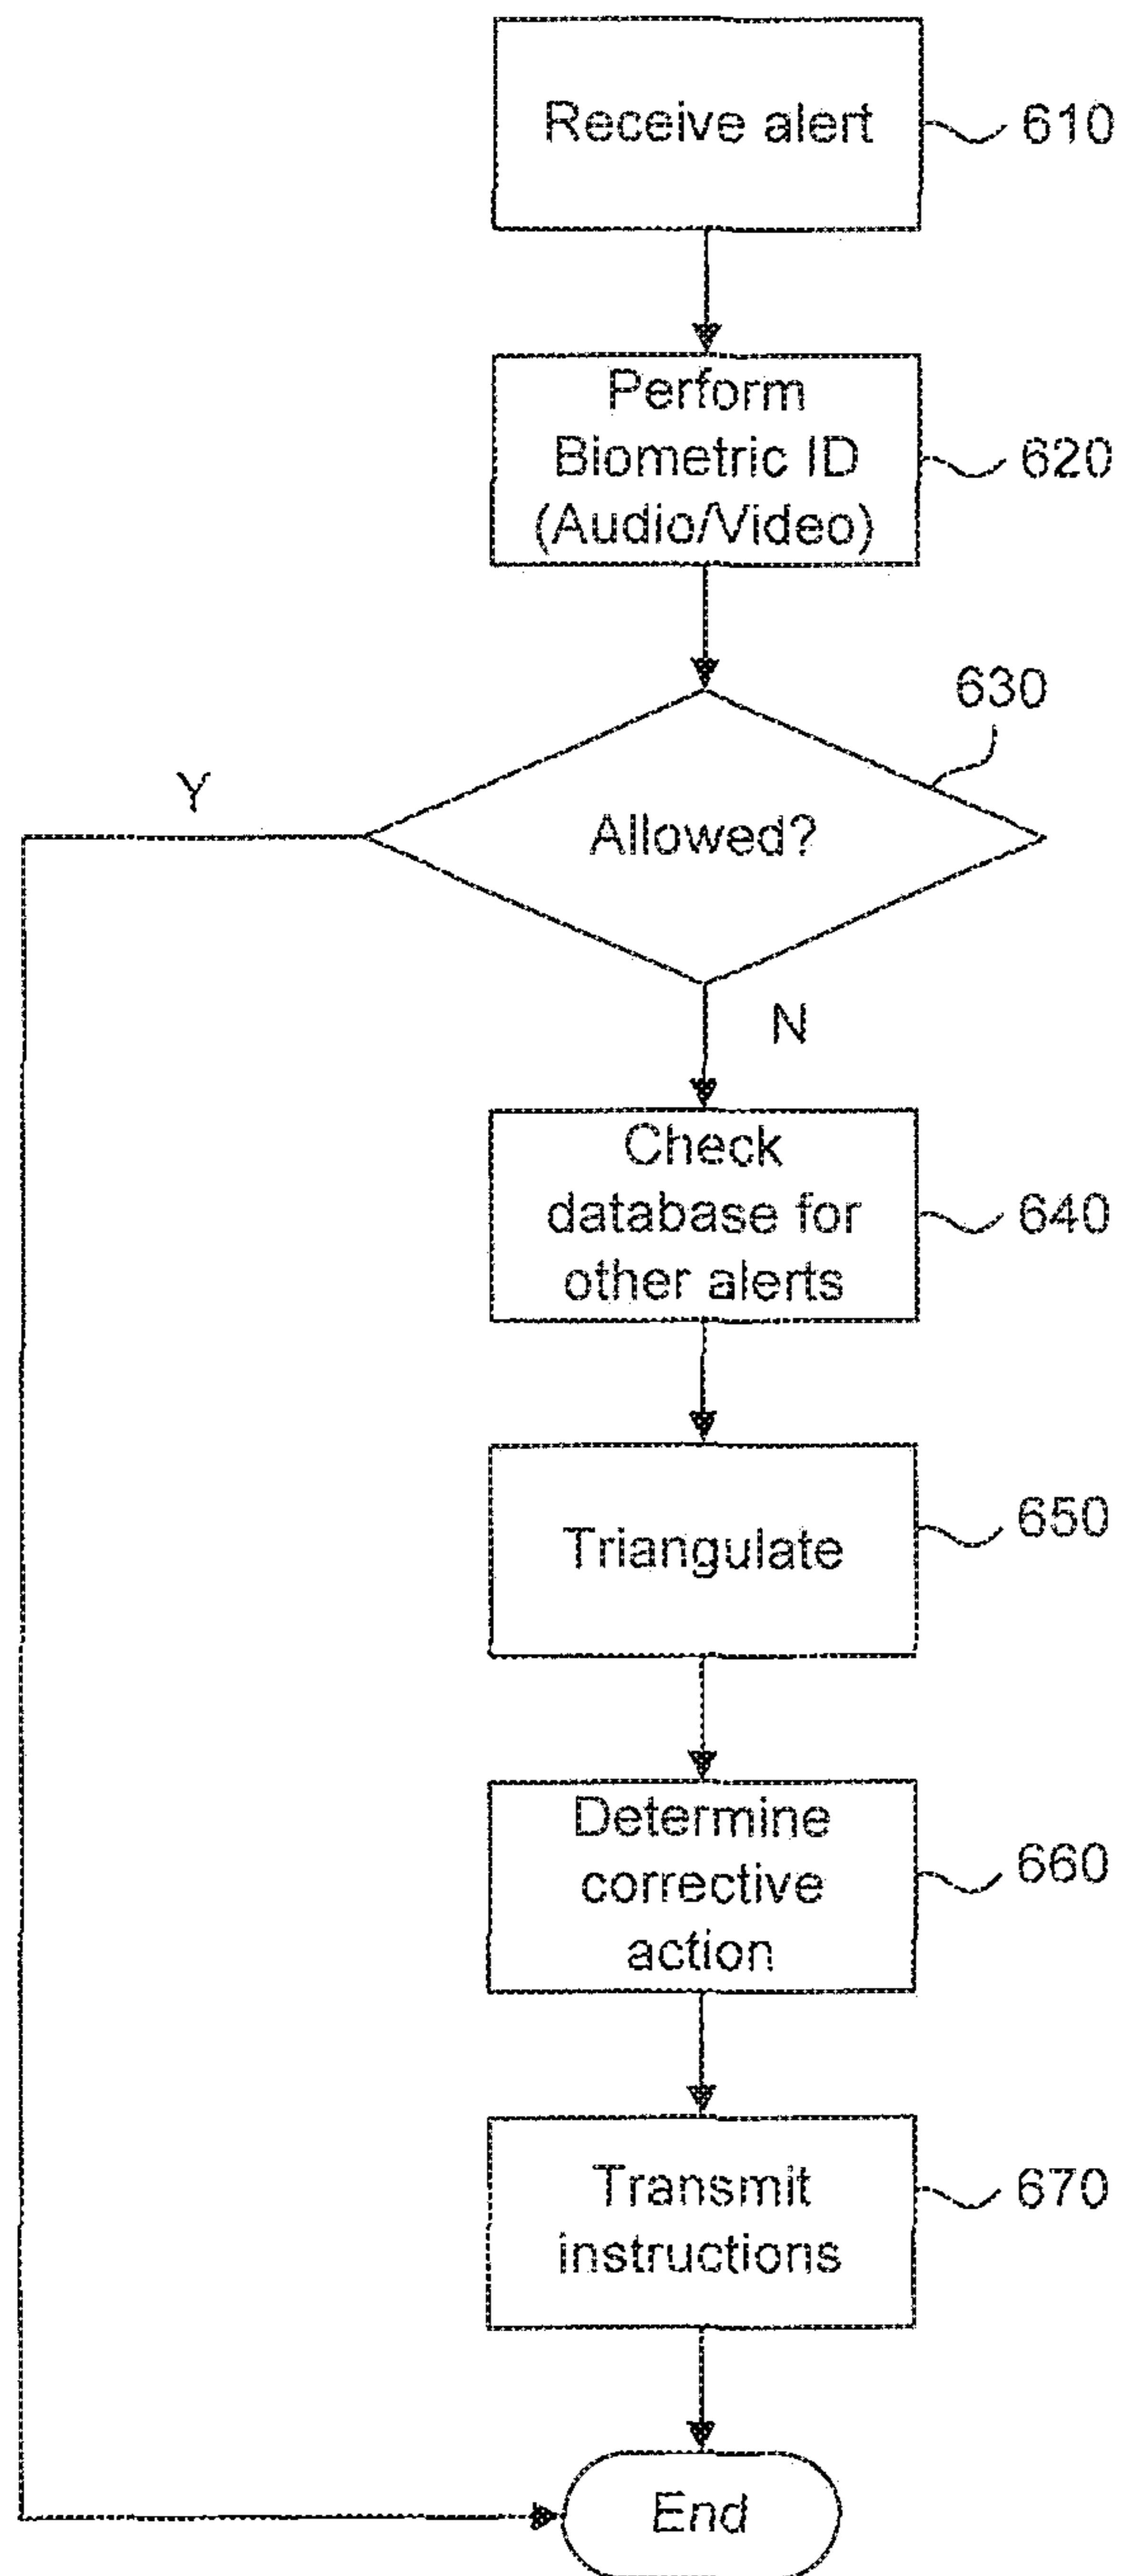 Receive alert
610
Perform
Biometric ID
(Audio/Video)
620
630
Y
Allowed?
N
Check
database for
other alerts
640
Triangulate
650
Determine
corrective
action
660
Transmit
instructions
670
End